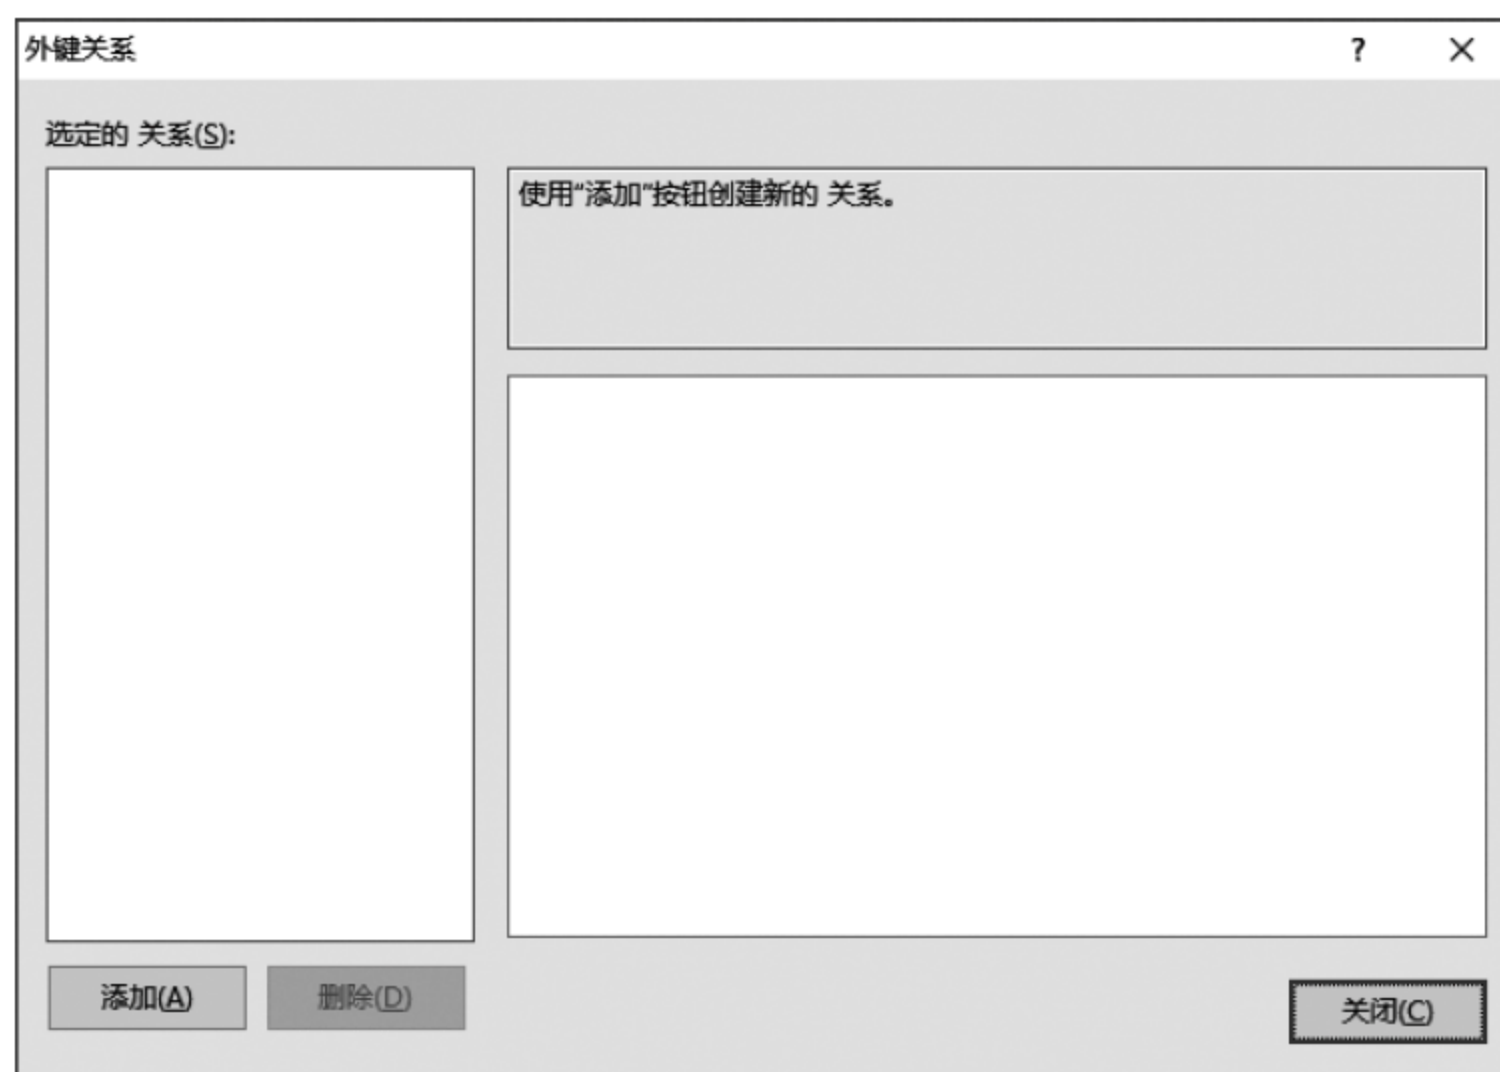 外键关系
选定的 关系(S):
使用“添加”按钮创建新的 关系。
添加(A)
删除(D)
关闭(C)